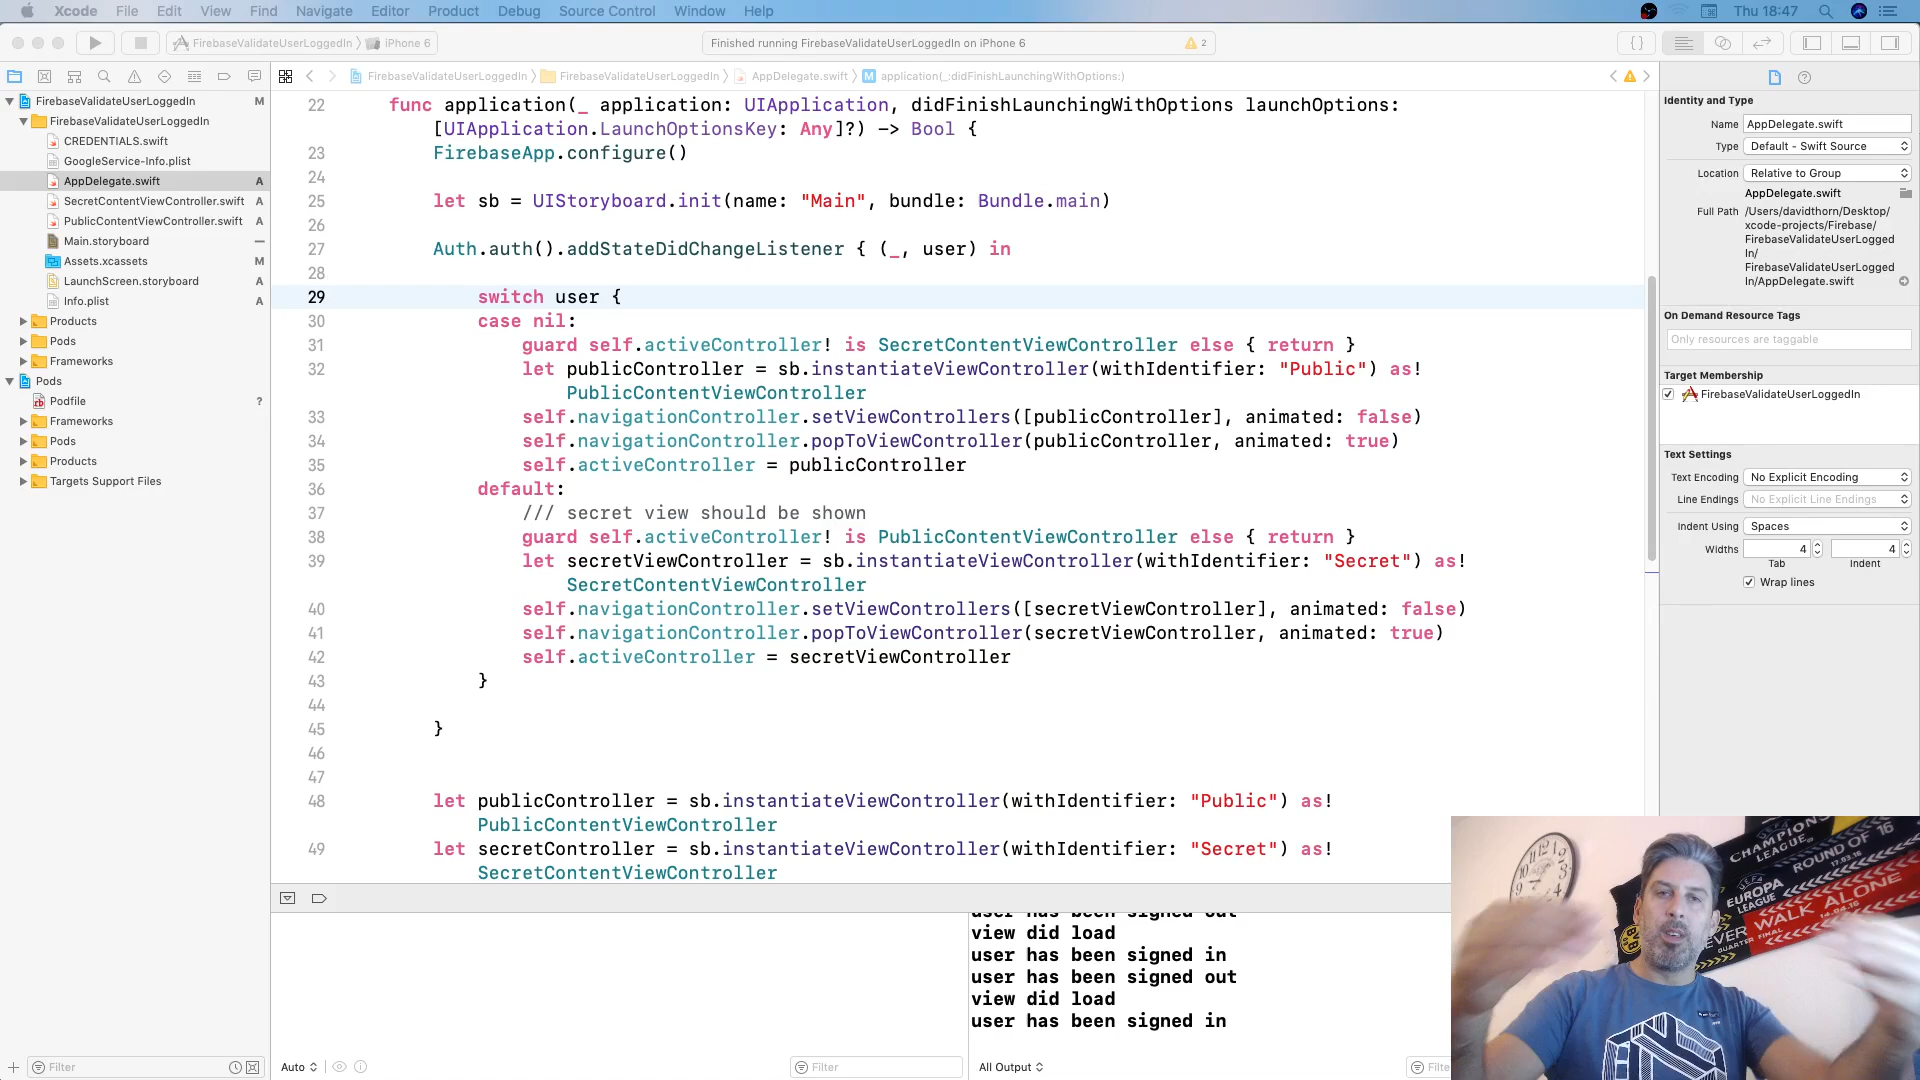 Xcode File Edit View Find Navigate Editor Product Debug Source Control Window Help Thu 18:47
FirebaseValidateUserLoggedIn iPhone 6
Finished running FirebaseValidateUserLoggedIn on iPhone 6
2
FirebaseValidateUserLoggedIn FirebaseValidateUserLoggedIn AppDelegate.swift M application(_:didFinishLaunchingWithOptions:)
FirebaseValidateUserLoggedIn M
FirebaseValidateUserLoggedIn
CREDENTIALS.swift
GoogleService-Info.plist
AppDelegate.swift A
SecretContentViewController.swift A
PublicContentViewController.swift A
Main.storyboard —
Assets.xcassets M
LaunchScreen.storyboard A
Info.plist A
Products
Pods
Frameworks
Pods
Podfile ?
Frameworks
Pods
Products
Targets Support Files
Filter
22 func application(_ application: UIApplication, didFinishLaunchingWithOptions launchOptions:
[UIApplication.LaunchOptionsKey: Any]?) -> Bool {
23 FirebaseApp.configure()
24
25 let sb = UIStoryboard.init(name: "Main", bundle: Bundle.main)
26
27 Auth.auth().addStateDidChangeListener { (_, user) in
28
29 switch user {
30 case nil:
31 guard self.activeController! is SecretContentViewController else { return }
32 let publicController = sb.instantiateViewController(withIdentifier: "Public") as!
PublicContentViewController
33 self.navigationController.setViewControllers([publicController], animated: false)
34 self.navigationController.popToViewController(publicController, animated: true)
35 self.activeController = publicController
36 default:
37 /// secret view should be shown
38 guard self.activeController! is PublicContentViewController else { return }
39 let secretViewController = sb.instantiateViewController(withIdentifier: "Secret") as!
SecretContentViewController
40 self.navigationController.setViewControllers([secretViewController], animated: false)
41 self.navigationController.popToViewController(secretViewController, animated: true)
42 self.activeController = secretViewController
43 }
44
45 }
46
47
48 let publicController = sb.instantiateViewController(withIdentifier: "Public") as!
PublicContentViewController
49 let secretController = sb.instantiateViewController(withIdentifier: "Secret") as!
SecretContentViewController
user has been signed out
view did load
user has been signed in
user has been signed out
view did load
user has been signed in
Auto
Filter
All Output
Filte
Identity and Type
Name AppDelegate.swift
Type Default - Swift Source
Location Relative to Group
AppDelegate.swift
Full Path /Users/davidthorn/Desktop/
xcode-projects/Firebase/
FirebaseValidateUserLogged
In/
FirebaseValidateUserLogged
In/AppDelegate.swift
On Demand Resource Tags
Only resources are taggable
Target Membership
FirebaseValidateUserLoggedIn
Text Settings
Text Encoding No Explicit Encoding
Line Endings No Explicit Line Endings
Indent Using Spaces
Widths 4 4
Tab Indent
Wrap lines
CHAMPIONS
LEAGUE
ROUND OF 16
17.03.16
UEFA
EUROPA
LEAGUE
WALK ALONE
14.04.16
QUARTER FINAL
BVB